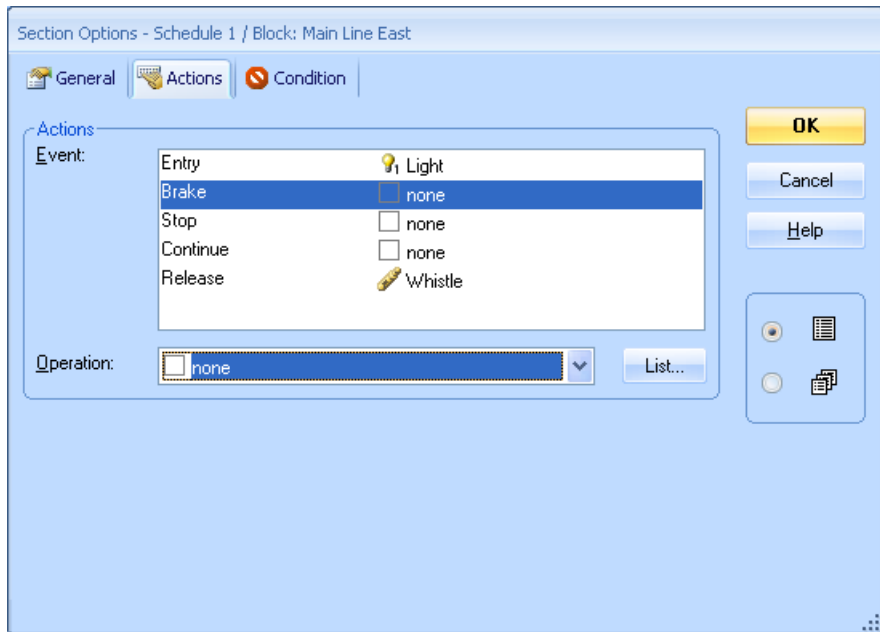 Section Options - Schedule 1 / Block: Main Line East
General Actions Condition
Actions
Event:
Entry 1 Light
Brake none
Stop none
Continue none
Release Whistle
Operation: none List...
OK
Cancel
Help